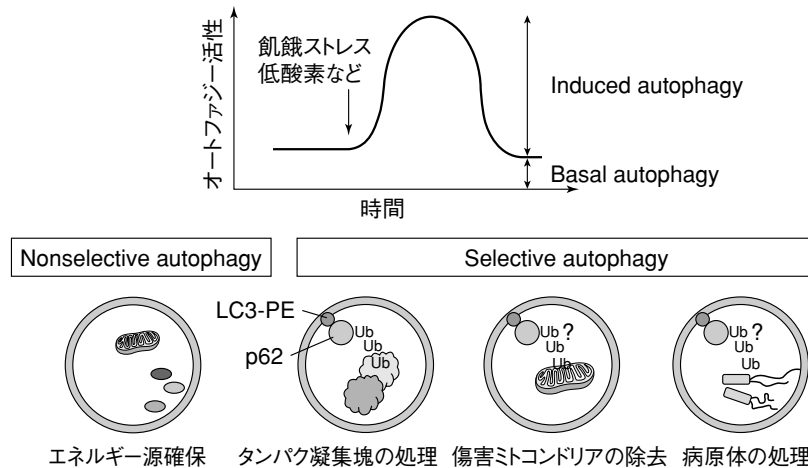 オートファジー活性
飢餓ストレス
低酸素など
Induced autophagy
Basal autophagy
時間
Nonselective autophagy
Selective autophagy
LC3-PE
p62
Ub
Ub
Ub
Ub ?
Ub
Ub
Ub ?
Ub
Ub
エネルギー源確保
タンパク凝集塊の処理
傷害ミトコンドリアの除去
病原体の処理